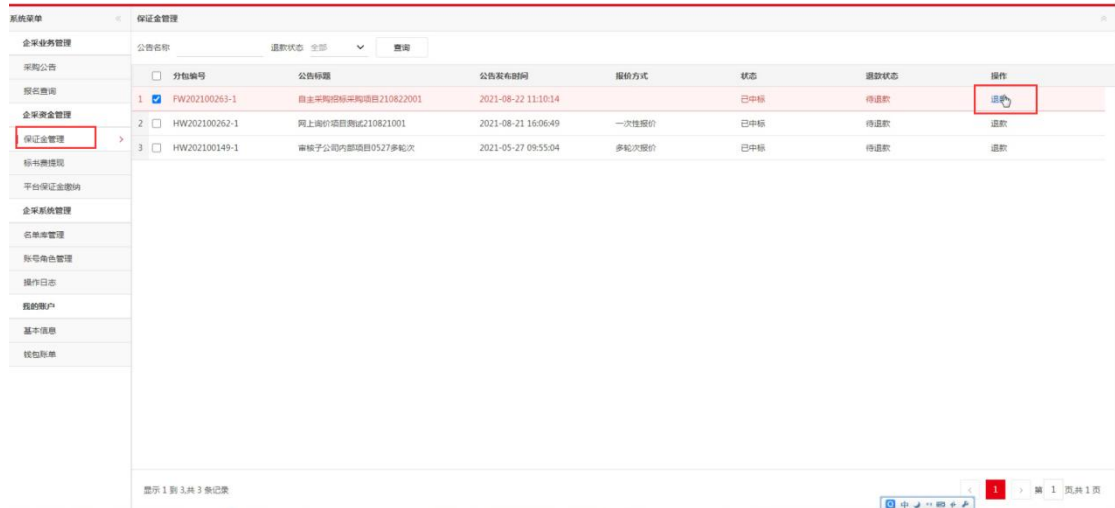 系统菜单
企采业务管理
采购公告
报名查询
企采资金管理
保证金管理
标书费提现
平台保证金缴纳
企采系统管理
名单库管理
账号角色管理
操作日志
我的账户
基本信息
钱包账单
保证金管理
公告名称 退款状态 全部 查询
分包编号 公告标题 公告发布时间 报价方式 状态 退款状态 操作
1 FW202100263-1 自主采购招标采购项目210822001 2021-08-22 11:10:14 已中标 待退款 退款
2 HW202100262-1 网上询价项目测试210821001 2021-08-21 16:06:49 一次性报价 已中标 待退款 退款
3 HW202100149-1 审核子公司内部项目0527多轮次 2021-05-27 09:55:04 多轮次报价 已中标 待退款 退款
显示 1 到 3,共 3 条记录
1 第 1 页,共 1 页
中